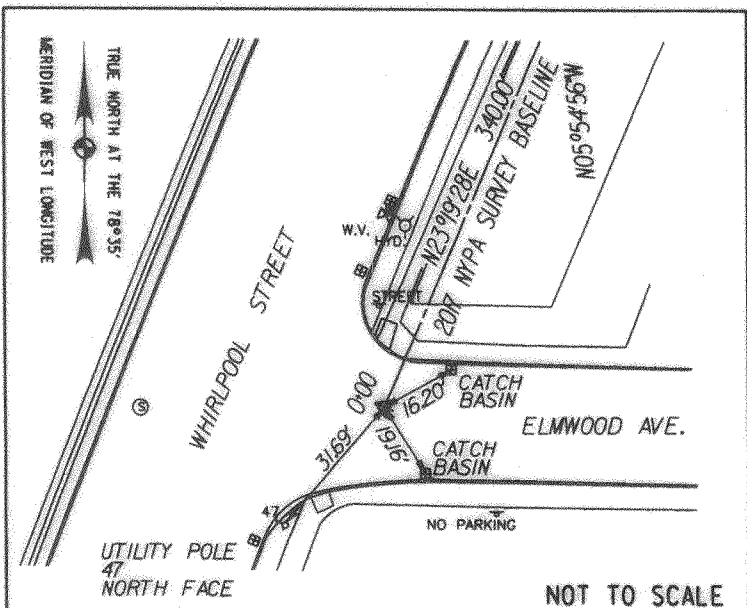 TRUE NORTH AT THE 78°35'
MERIDIAN OF WEST LONGITUDE
WHIRLPOOL STREET
W.V.
HYD.
STREET
N23°19'28E 340.00'
2017 NYPA SURVEY BASELINE
N05°54'56"W
0+00
16.20'
CATCH
BASIN
ELMWOOD AVE.
31.69'
19.16'
CATCH
BASIN
S
47
NO PARKING
UTILITY POLE
47
NORTH FACE
NOT TO SCALE